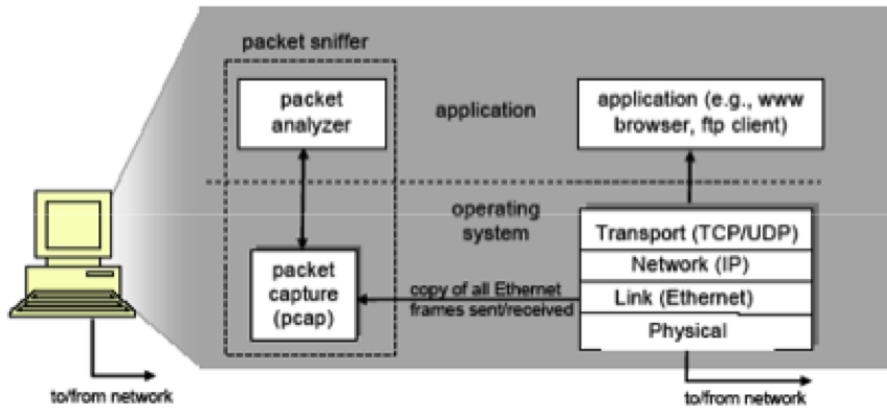 packet sniffer
packet
analyzer
application
application (e.g., www
browser, ftp client)
operating
system
packet
capture
(pcap)
copy of all Ethernet
frames sent/received
Transport (TCP/UDP)
Network (IP)
Link (Ethernet)
Physical
to/from network
to/from network